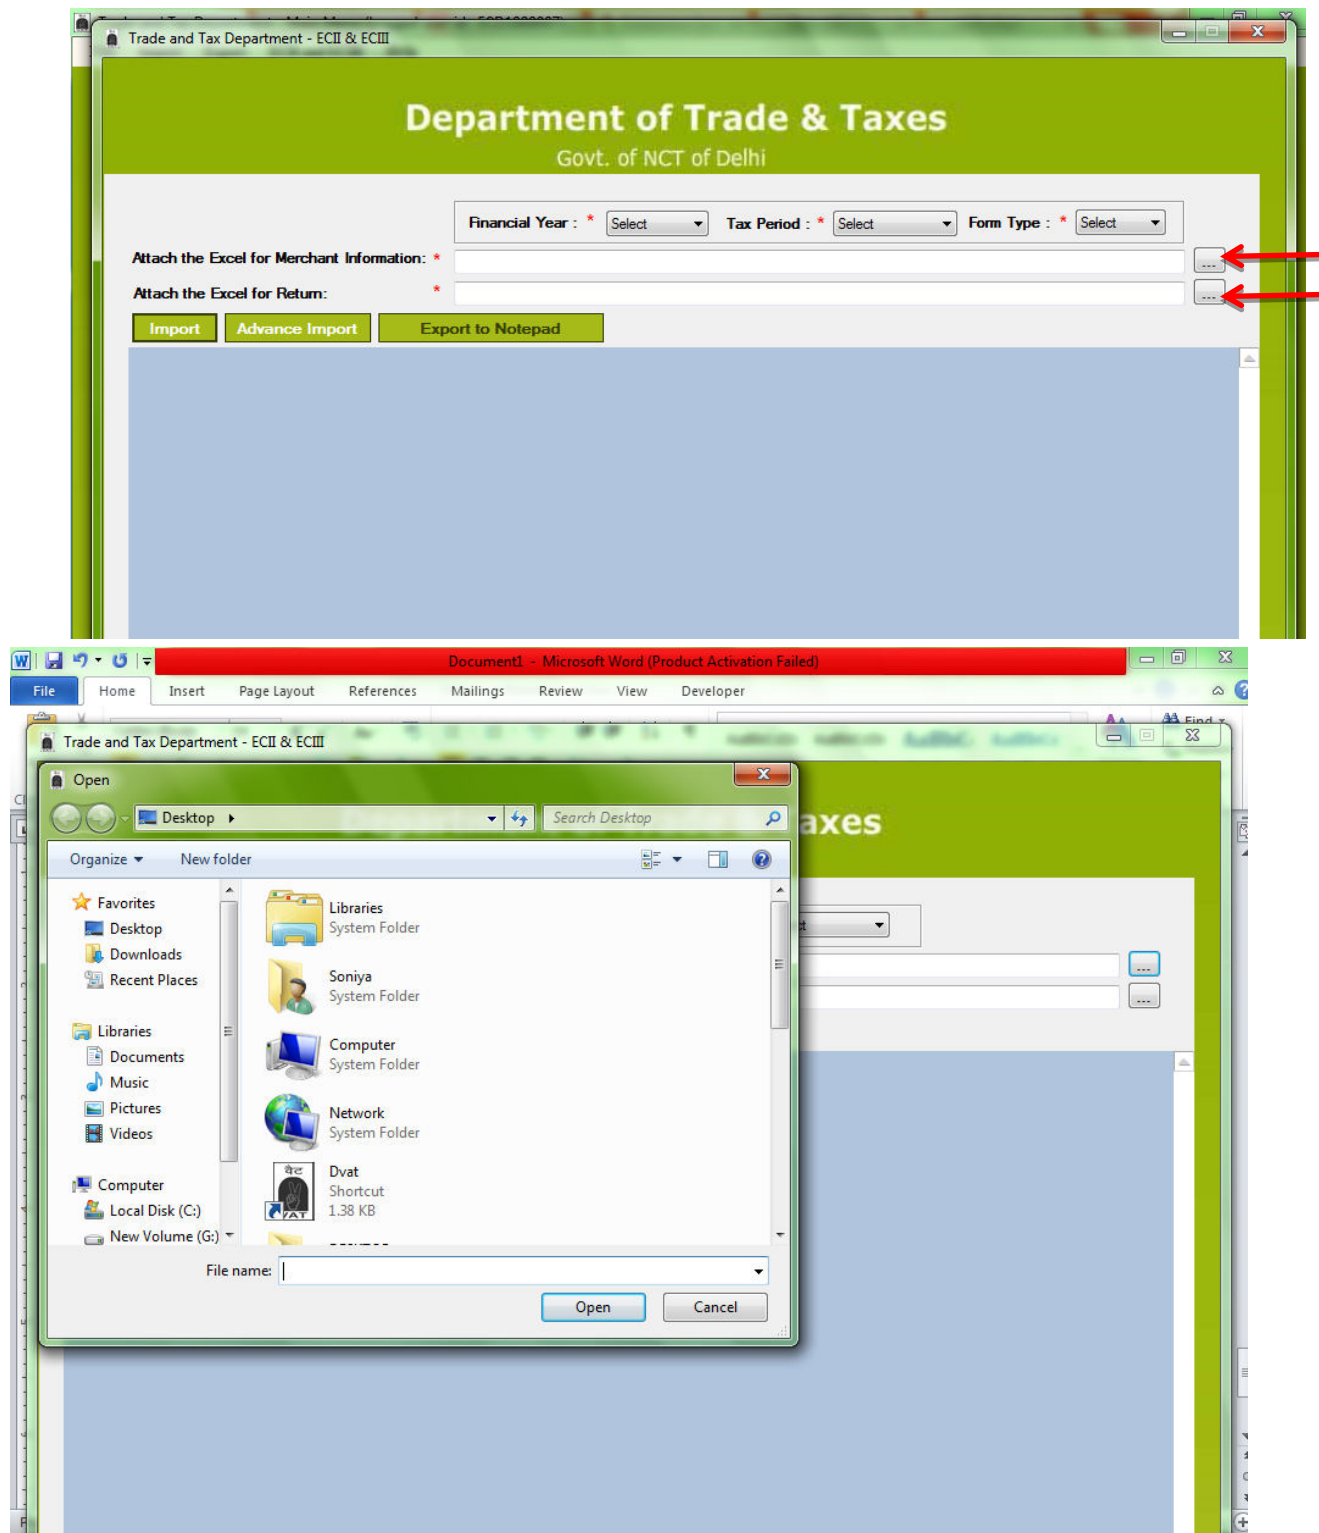 Trade and Tax Department - ECII & ECIII
Department of Trade & Taxes
Govt. of NCT of Delhi
Financial Year : * Select Tax Period : * Select Form Type : * Select
Attach the Excel for Merchant Information: * ...
Attach the Excel for Return: * ...
Import Advance Import Export to Notepad
Document1 - Microsoft Word (Product Activation Failed)
File Home Insert Page Layout References Mailings Review View Developer
Find
Trade and Tax Department - ECII & ECIII
Open
Desktop Search Desktop
axes
Organize New folder
Favorites
Desktop
Downloads
Recent Places
Libraries
Documents
Music
Pictures
Videos
Computer
Local Disk (C:)
New Volume (G:)
Libraries
System Folder
Soniya
System Folder
Computer
System Folder
Network
System Folder
वैट
VAT
Dvat
Shortcut
1.38 KB
ct
...
...
File name:
Open Cancel